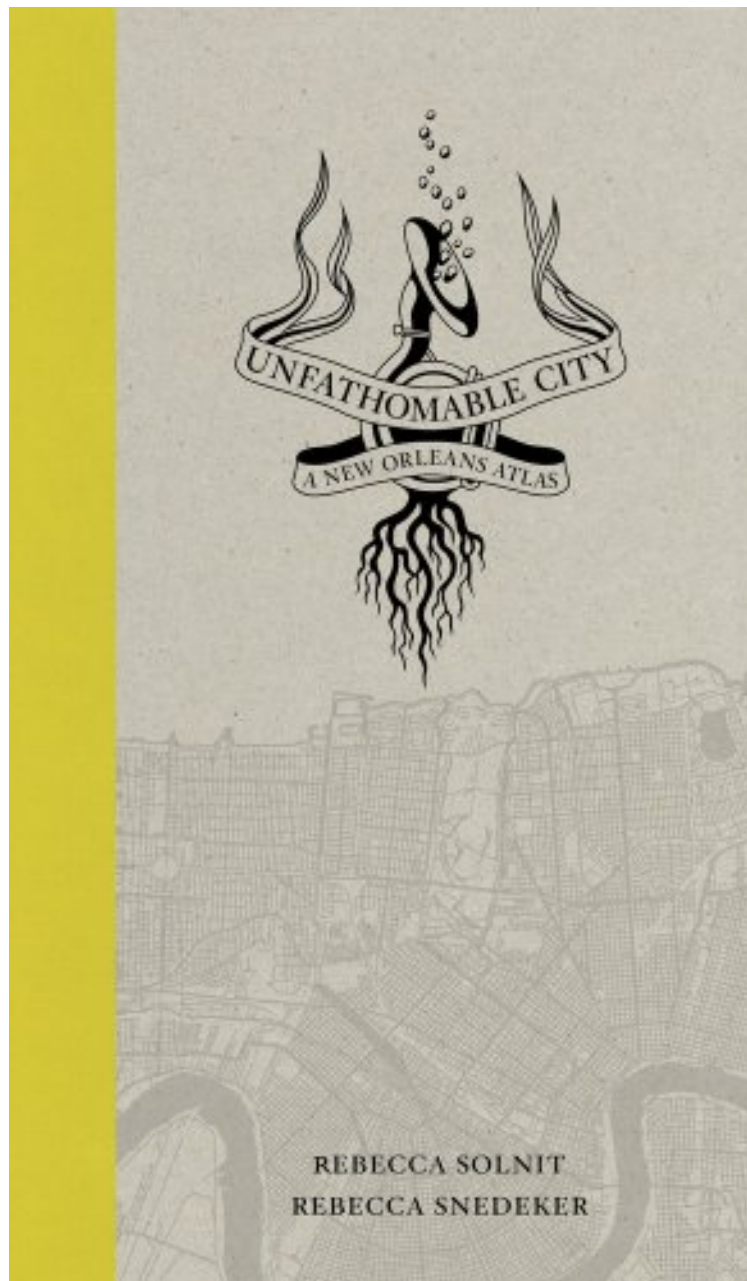 UNFATHOMABLE CITY
A NEW ORLEANS ATLAS
REBECCA SOLNIT
REBECCA SNEDEKER